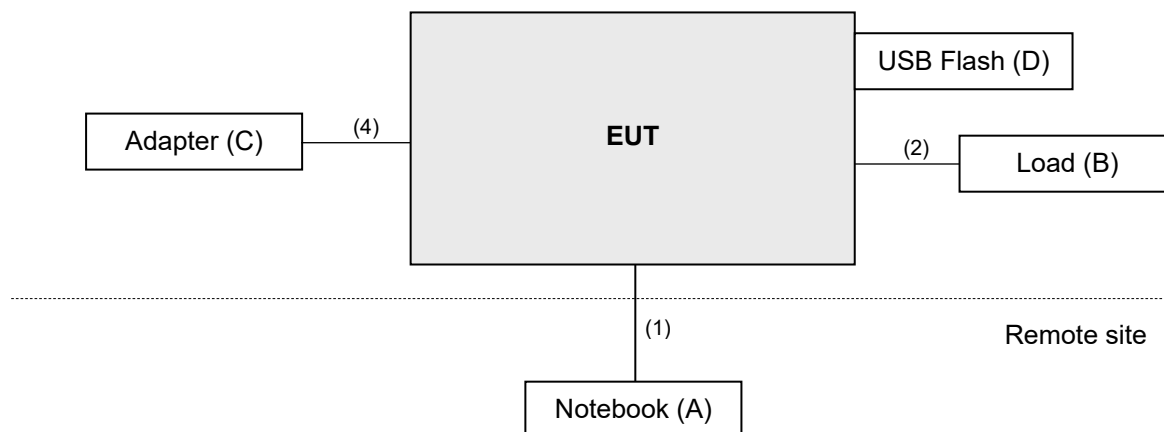 USB Flash (D)
Adapter (C)
(4)
EUT
(2)
Load (B)
(1)
Remote site
Notebook (A)